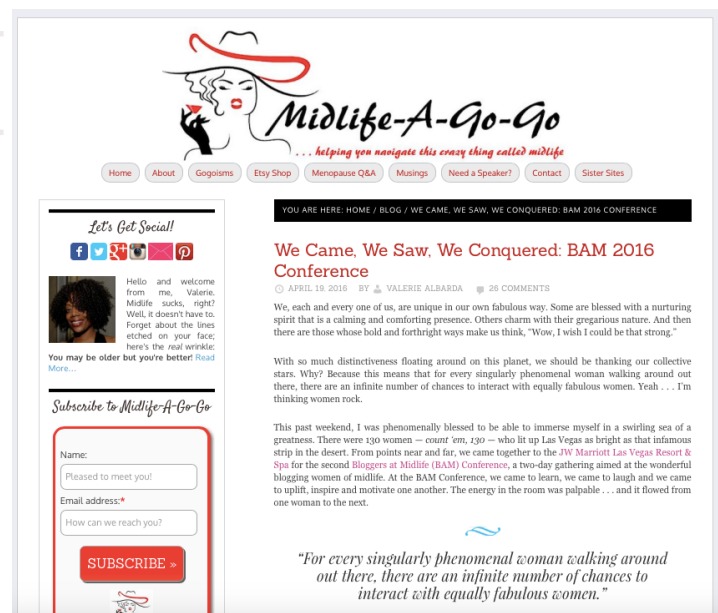 Midlife-A-Go-Go
. . . helping you navigate this crazy thing called midlife
Home
About
Gogoisms
Etsy Shop
Menopause Q&A
Musings
Need a Speaker?
Contact
Sister Sites
Let's Get Social!
Hello and welcome
from me, Valerie.
Midlife sucks, right?
Well, it doesn't have to.
Forget about the lines
etched on your face;
here's the real wrinkle:
You may be older but you're better! Read
More...
Subscribe to Midlife-A-Go-Go
Name:
Pleased to meet you!
Email address:*
How can we reach you?
SUBSCRIBE »
YOU ARE HERE: HOME / BLOG / WE CAME, WE SAW, WE CONQUERED: BAM 2016 CONFERENCE
We Came, We Saw, We Conquered: BAM 2016
Conference
APRIL 19, 2016 BY VALERIE ALBARDA 26 COMMENTS
We, each and every one of us, are unique in our own fabulous way. Some are blessed with a nurturing
spirit that is a calming and comforting presence. Others charm with their gregarious nature. And then
there are those whose bold and forthright ways make us think, "Wow, I wish I could be that strong."
With so much distinctiveness floating around on this planet, we should be thanking our collective
stars. Why? Because this means that for every singularly phenomenal woman walking around out
there, there are an infinite number of chances to interact with equally fabulous women. Yeah . . . I'm
thinking women rock.
This past weekend, I was phenomenally blessed to be able to immerse myself in a swirling sea of a
greatness. There were 130 women — count 'em, 130 — who lit up Las Vegas as bright as that infamous
strip in the desert. From points near and far, we came together to the JW Marriott Las Vegas Resort &
Spa for the second Bloggers at Midlife (BAM) Conference, a two-day gathering aimed at the wonderful
blogging women of midlife. At the BAM Conference, we came to learn, we came to laugh and we came
to uplift, inspire and motivate one another. The energy in the room was palpable . . . and it flowed from
one woman to the next.
"For every singularly phenomenal woman walking around
out there, there are an infinite number of chances to
interact with equally fabulous women."